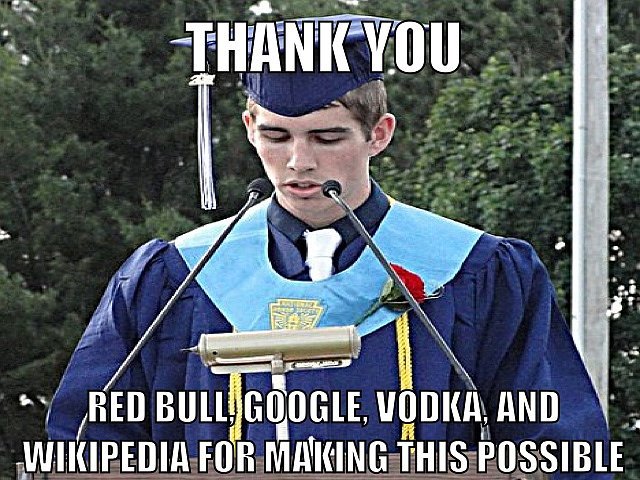 THANK YOU
RED BULL, GOOGLE, VODKA, AND
WIKIPEDIA FOR MAKING THIS POSSIBLE